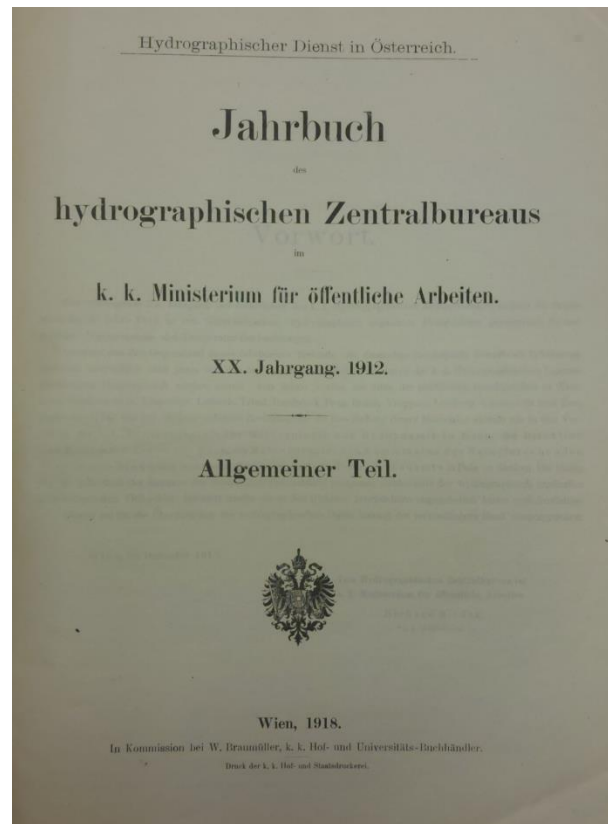 Hydrographischer Dienst in Österreich.
Jahrbuch
des
hydrographischen Zentralbureaus
Vorwort.
im
k. k. Ministerium für öffentliche Arbeiten.
XX. Jahrgang. 1912.
Allgemeiner Teil.
Wien, 1918.
In Kommission bei W. Braumüller, k. k. Hof- und Universitäts-Buchhändler.
Druck der k. k. Hof- und Staatsdruckerei.